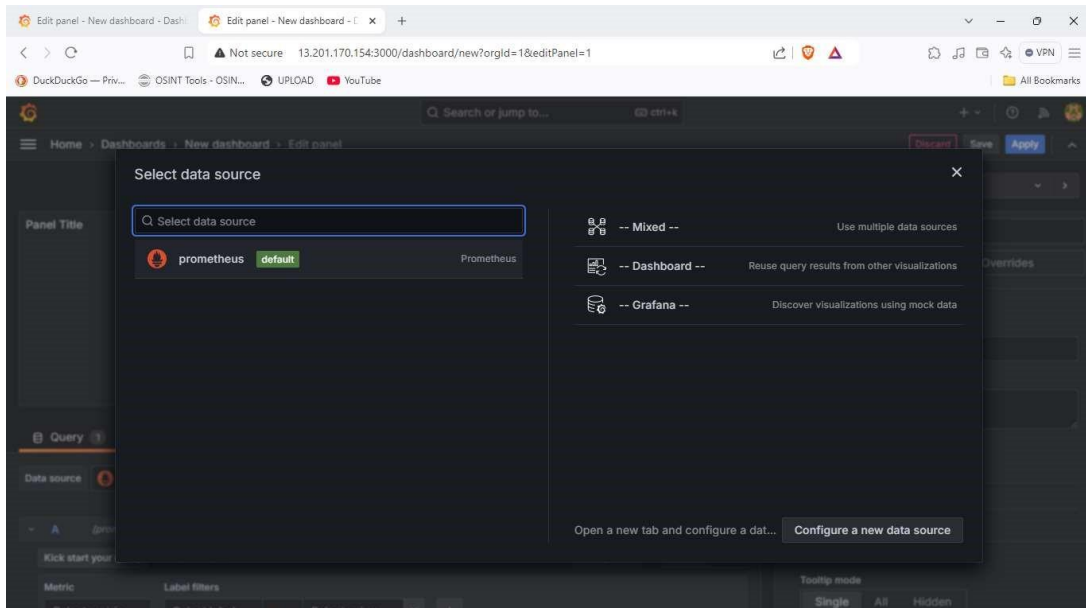 Edit panel - New dashboard - Dash
Edit panel - New dashboard - D
Not secure 13.201.170.154:3000/dashboard/new?orgId=1&editPanel=1
VPN
DuckDuckGo — Priv...
OSINT Tools - OSIN...
UPLOAD
YouTube
All Bookmarks
Search or jump to...
ctrl+k
Home > Dashboards > New dashboard > Edit panel
Discard
Save
Apply
Select data source
Select data source
prometheus default Prometheus
-- Mixed -- Use multiple data sources
-- Dashboard -- Reuse query results from other visualizations
-- Grafana -- Discover visualizations using mock data
Panel Title
Overrides
Query 1
Data source
A
Open a new tab and configure a dat...
Configure a new data source
Kick start your
Metric
Label filters
Tooltip mode
Single All Hidden